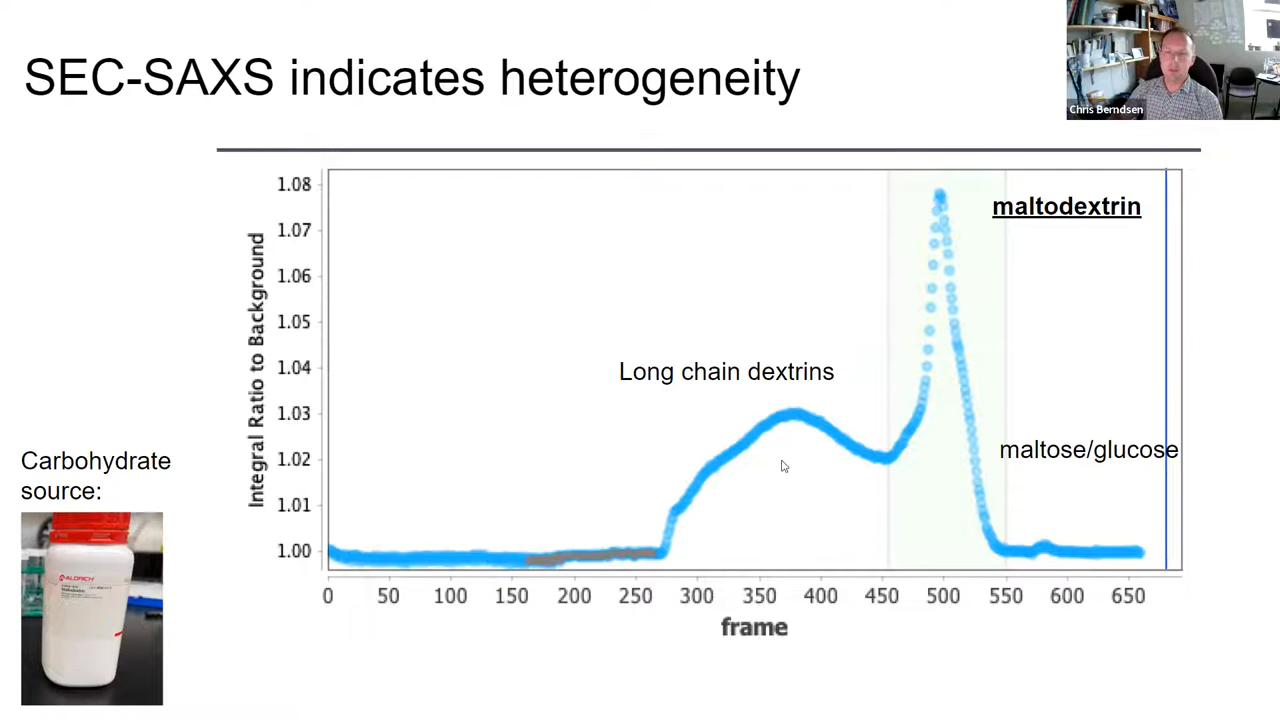 SEC-SAXS indicates heterogeneity
Chris Berndsen
1.08
1.07
1.06
1.05
1.04
1.03
1.02
1.01
1.00
Integral Ratio to Background
maltodextrin
Long chain dextrins
maltose/glucose
0 50 100 150 200 250 300 350 400 450 500 550 600 650
frame
Carbohydrate
source:
ALDRICH
Maltodextrin